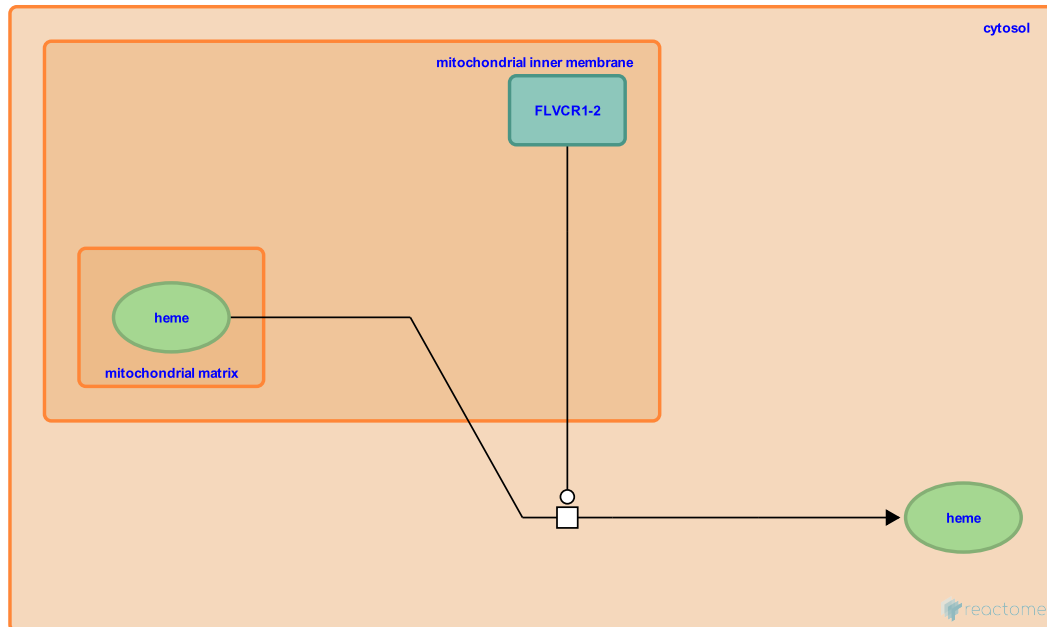 cytosol
mitochondrial inner membrane
FLVCR1-2
heme
mitochondrial matrix
heme
reactome